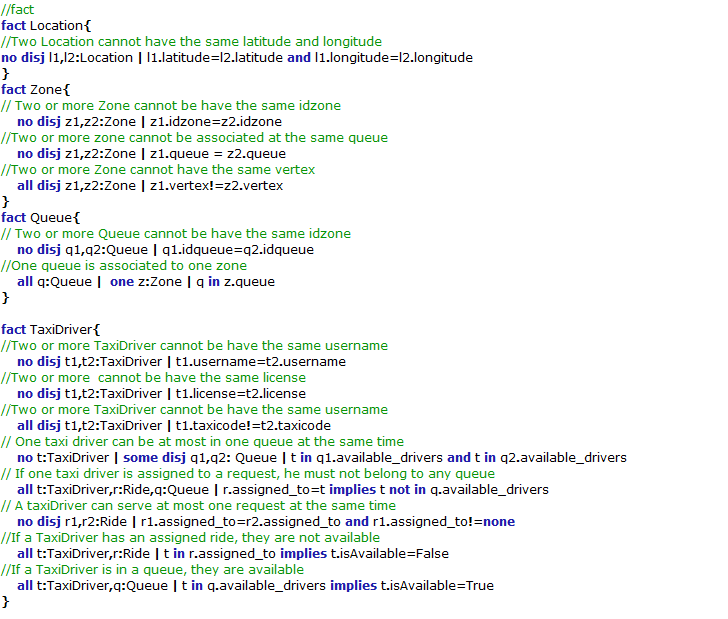 //fact
fact Location{
//Two Location cannot have the same latitude and longitude
no disj l1,l2:Location | l1.latitude=l2.latitude and l1.longitude=l2.longitude
}
fact Zone{
// Two or more Zone cannot be have the same idzone
no disj z1,z2:Zone | z1.idzone=z2.idzone
//Two or more zone cannot be associated at the same queue
no disj z1,z2:Zone | z1.queue = z2.queue
//Two or more Zone cannot have the same vertex
all disj z1,z2:Zone | z1.vertex!=z2.vertex
}
fact Queue{
// Two or more Queue cannot be have the same idzone
no disj q1,q2:Queue | q1.idqueue=q2.idqueue
//One queue is associated to one zone
all q:Queue | one z:Zone | q in z.queue
}
fact TaxiDriver{
//Two or more TaxiDriver cannot be have the same username
no disj t1,t2:TaxiDriver | t1.username=t2.username
//Two or more  cannot be have the same license
no disj t1,t2:TaxiDriver | t1.license=t2.license
//Two or more TaxiDriver cannot be have the same username
all disj t1,t2:TaxiDriver | t1.taxicode!=t2.taxicode
// One taxi driver can be at most in one queue at the same time
no t:TaxiDriver | some disj q1,q2: Queue | t in q1.available_drivers and t in q2.available_drivers
// If one taxi driver is assigned to a request, he must not belong to any queue
all t:TaxiDriver,r:Ride,q:Queue | r.assigned_to=t implies t not in q.available_drivers
// A taxiDriver can serve at most one request at the same time
no disj r1,r2:Ride | r1.assigned_to=r2.assigned_to and r1.assigned_to!=none
//If a TaxiDriver has an assigned ride, they are not available
all t:TaxiDriver,r:Ride | t in r.assigned_to implies t.isAvailable=False
//If a TaxiDriver is in a queue, they are available
all t:TaxiDriver,q:Queue | t in q.available_drivers implies t.isAvailable=True
}